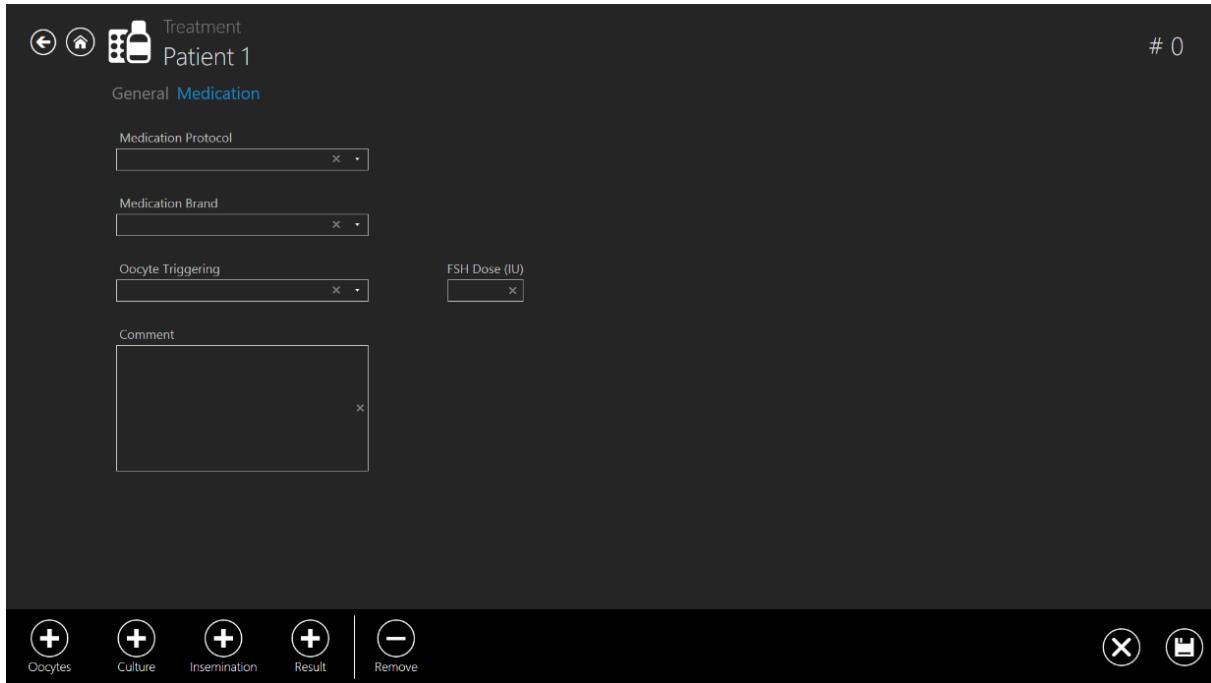 Treatment
Patient 1
# 0
General Medication
Medication Protocol
Medication Brand
Oocyte Triggering
FSH Dose (IU)
Comment
Oocytes
Culture
Insemination
Result
Remove